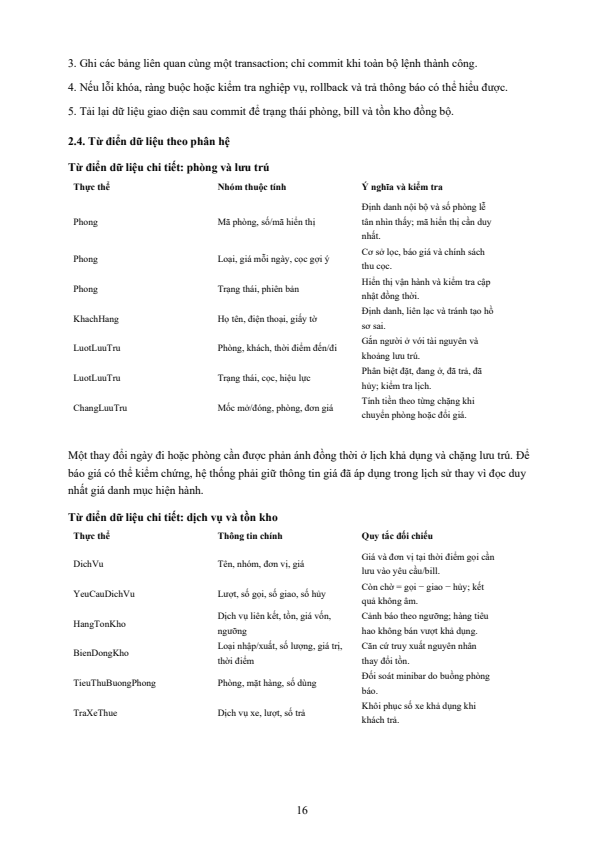 3. Ghi các bảng liên quan cùng một transaction; chỉ commit khi toàn bộ lệnh thành công.
4. Nếu lỗi khóa, ràng buộc hoặc kiểm tra nghiệp vụ, rollback và trả thông báo có thể hiểu được.
5. Tải lại dữ liệu giao diện sau commit để trạng thái phòng, bill và tồn kho đồng bộ.
2.4. Từ điển dữ liệu theo phân hệ
Từ điển dữ liệu chi tiết: phòng và lưu trú
Thực thể Nhóm thuộc tính Ý nghĩa và kiểm tra
Định danh nội bộ và số phòng lễ
Phong Mã phòng, số/mã hiển thị tân nhìn thấy; mã hiển thị cần duy
nhất.
Phong Loại, giá mỗi ngày, cọc gợi ý Cơ sở lọc, báo giá và chính sách
thu cọc.
Phong Trạng thái, phiên bản Hiển thị vận hành và kiểm tra cập
nhật đồng thời.
KhachHang Họ tên, điện thoại, giấy tờ Định danh, liên lạc và tránh tạo hồ
sơ sai.
LuotLuuTru Phòng, khách, thời điểm đến/đi Gắn người ở với tài nguyên và
khoảng lưu trú.
LuotLuuTru Trạng thái, cọc, hiệu lực Phân biệt đặt, đang ở, đã trả, đã
hủy; kiểm tra lịch.
ChangLuuTru Mốc mở/đóng, phòng, đơn giá Tính tiền theo từng chặng khi
chuyển phòng hoặc đổi giá.
Một thay đổi ngày đi hoặc phòng cần được phản ánh đồng thời ở lịch khả dụng và chặng lưu trú. Để
báo giá có thể kiểm chứng, hệ thống phải giữ thông tin giá đã áp dụng trong lịch sử thay vì đọc duy
nhất giá danh mục hiện hành.
Từ điển dữ liệu chi tiết: dịch vụ và tồn kho
Thực thể Thông tin chính Quy tắc đối chiếu
DichVu Tên, nhóm, đơn vị, giá Giá và đơn vị tại thời điểm gọi cần
lưu vào yêu cầu/bill.
YeuCauDichVu Lượt, số gọi, số giao, số hủy Còn chờ = gọi − giao − hủy; kết
quả không âm.
HangTonKho Dịch vụ liên kết, tồn, giá vốn, Cảnh báo theo ngưỡng; hàng tiêu
ngưỡng hao không bán vượt khả dụng.
BienDongKho Loại nhập/xuất, số lượng, giá trị, Căn cứ truy xuất nguyên nhân
thời điểm thay đổi tồn.
TieuThuBuongPhong Phòng, mặt hàng, số dùng Đối soát minibar do buồng phòng
báo.
TraXeThue Dịch vụ xe, lượt, số trả Khôi phục số xe khả dụng khi
khách trả.
16